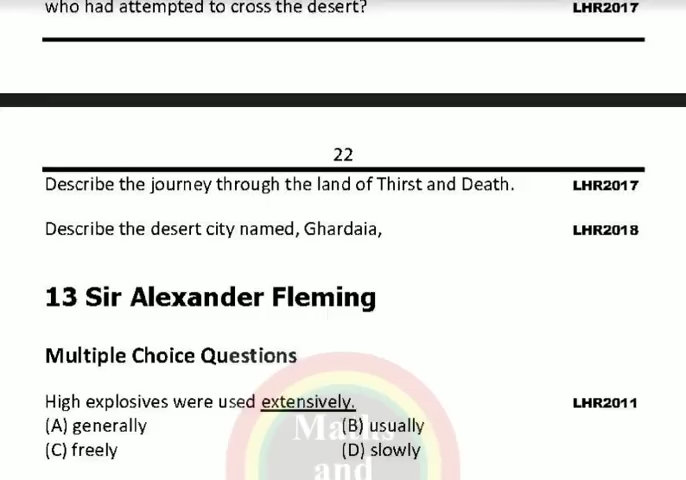 who had attempted to cross the desert? LHR2017
22
Describe the journey through the land of Thirst and Death. LHR2017
Describe the desert city named, Ghardaia, LHR2018
13 Sir Alexander Fleming
Multiple Choice Questions
High explosives were used extensively. LHR2011
(A) generally (B) usually
(C) freely (D) slowly
Maths
and